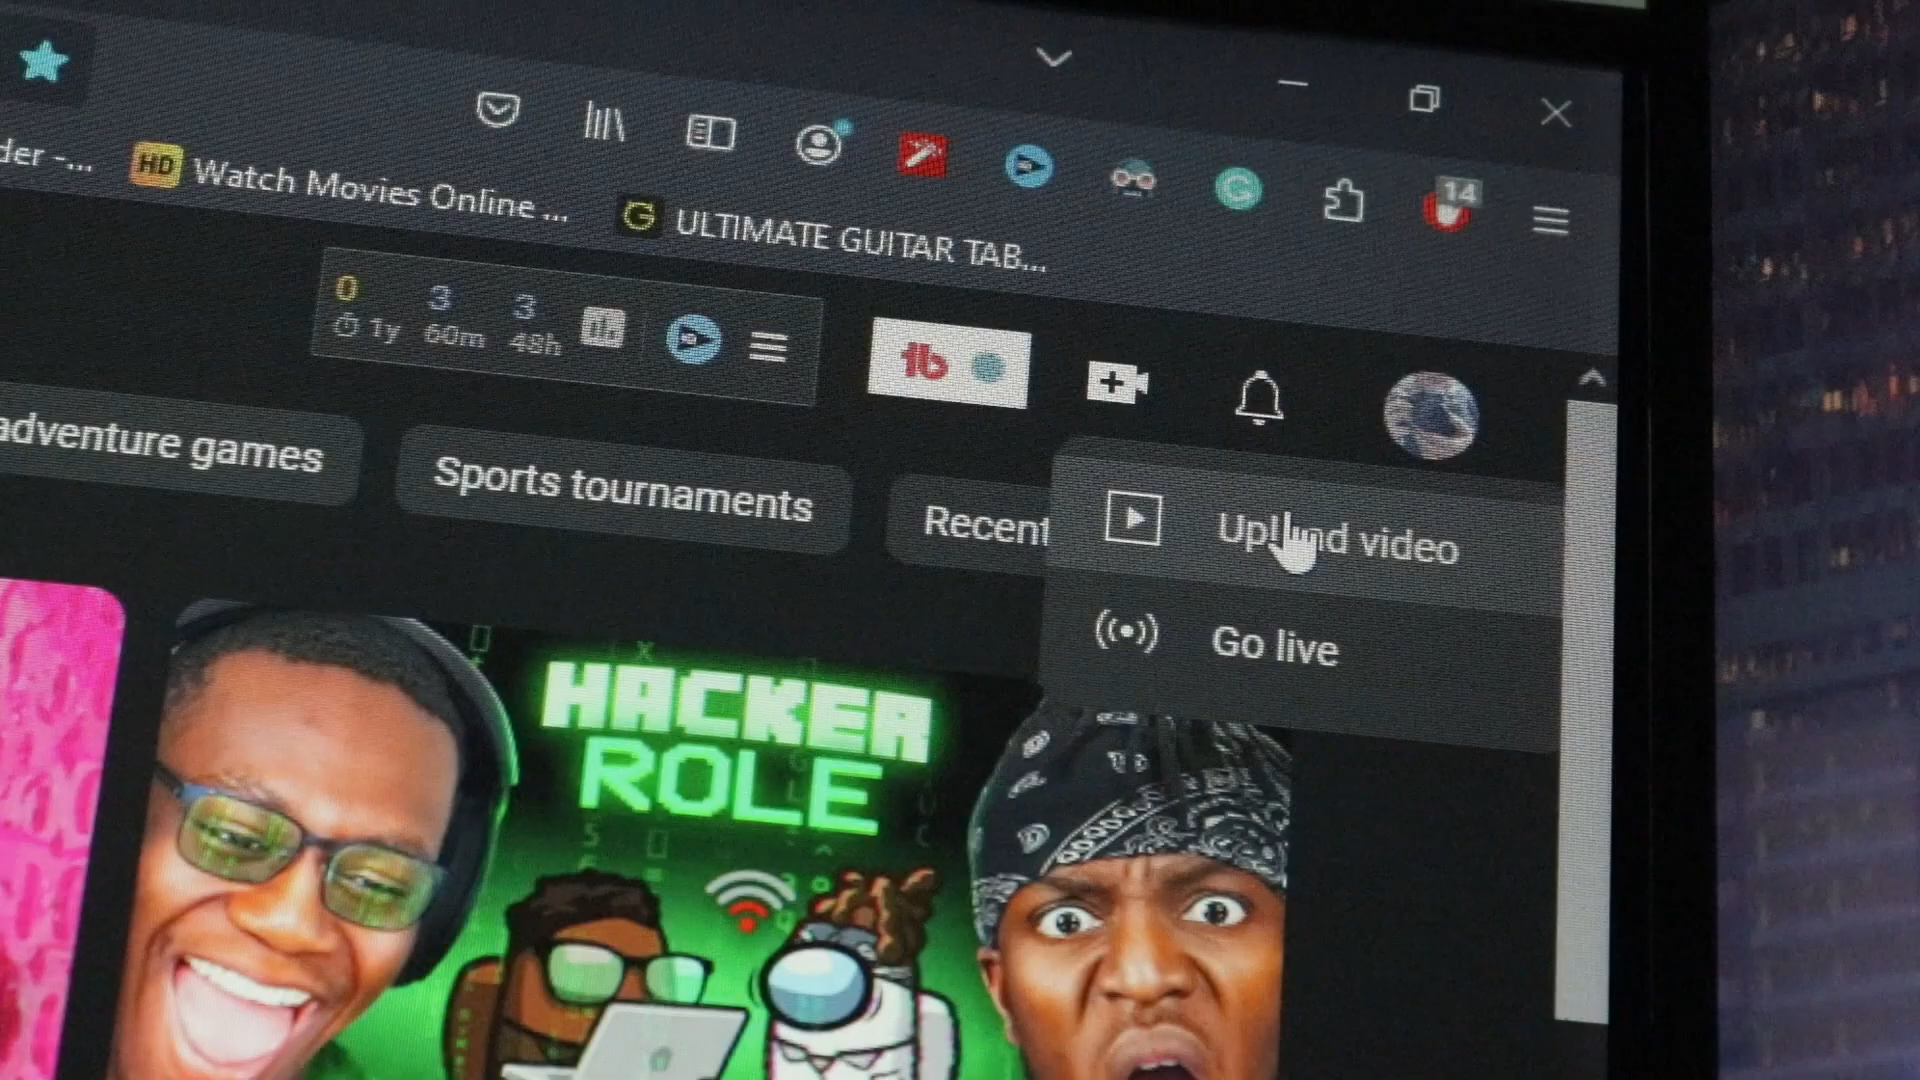 14
der -...
HD
Watch Movies Online ...
ULTIMATE GUITAR TAB...
0 3 3
1y 60m 48h
tb
adventure games
Sports tournaments
Recent
Upload video
Go live
HACKER
ROLE